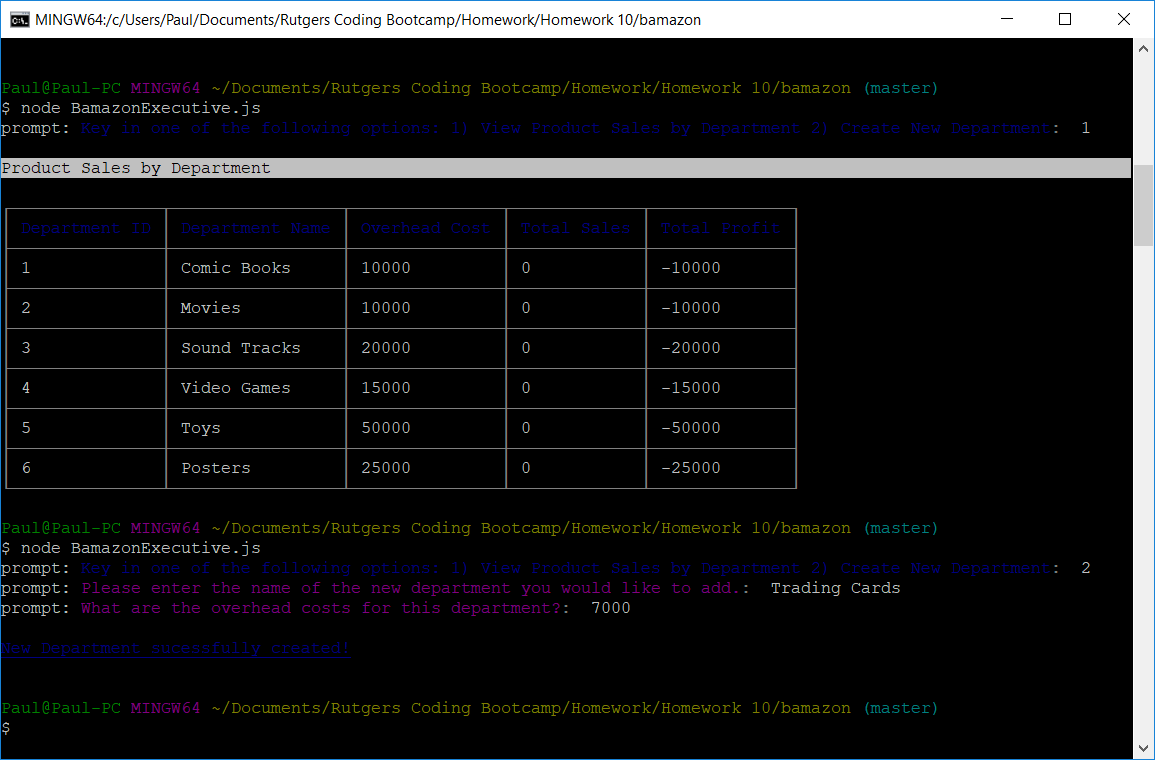 MINGW64:/c/Users/Paul/Documents/Rutgers Coding Bootcamp/Homework/Homework 10/bamazon
Paul@Paul-PC MINGW64 ~/Documents/Rutgers Coding Bootcamp/Homework/Homework 10/bamazon (master)
$ node BamazonExecutive.js
prompt: Key in one of the following options: 1) View Product Sales by Department 2) Create New Department:  1
Product Sales by Department
Department ID Department Name Overhead Cost Total Sales Total Profit
1 Comic Books 10000 0 -10000
2 Movies 10000 0 -10000
3 Sound Tracks 20000 0 -20000
4 Video Games 15000 0 -15000
5 Toys 50000 0 -50000
6 Posters 25000 0 -25000
Paul@Paul-PC MINGW64 ~/Documents/Rutgers Coding Bootcamp/Homework/Homework 10/bamazon (master)
$ node BamazonExecutive.js
prompt: Key in one of the following options: 1) View Product Sales by Department 2) Create New Department:  2
prompt: Please enter the name of the new department you would like to add.:  Trading Cards
prompt: What are the overhead costs for this department?:  7000
New Department sucessfully created!
Paul@Paul-PC MINGW64 ~/Documents/Rutgers Coding Bootcamp/Homework/Homework 10/bamazon (master)
$